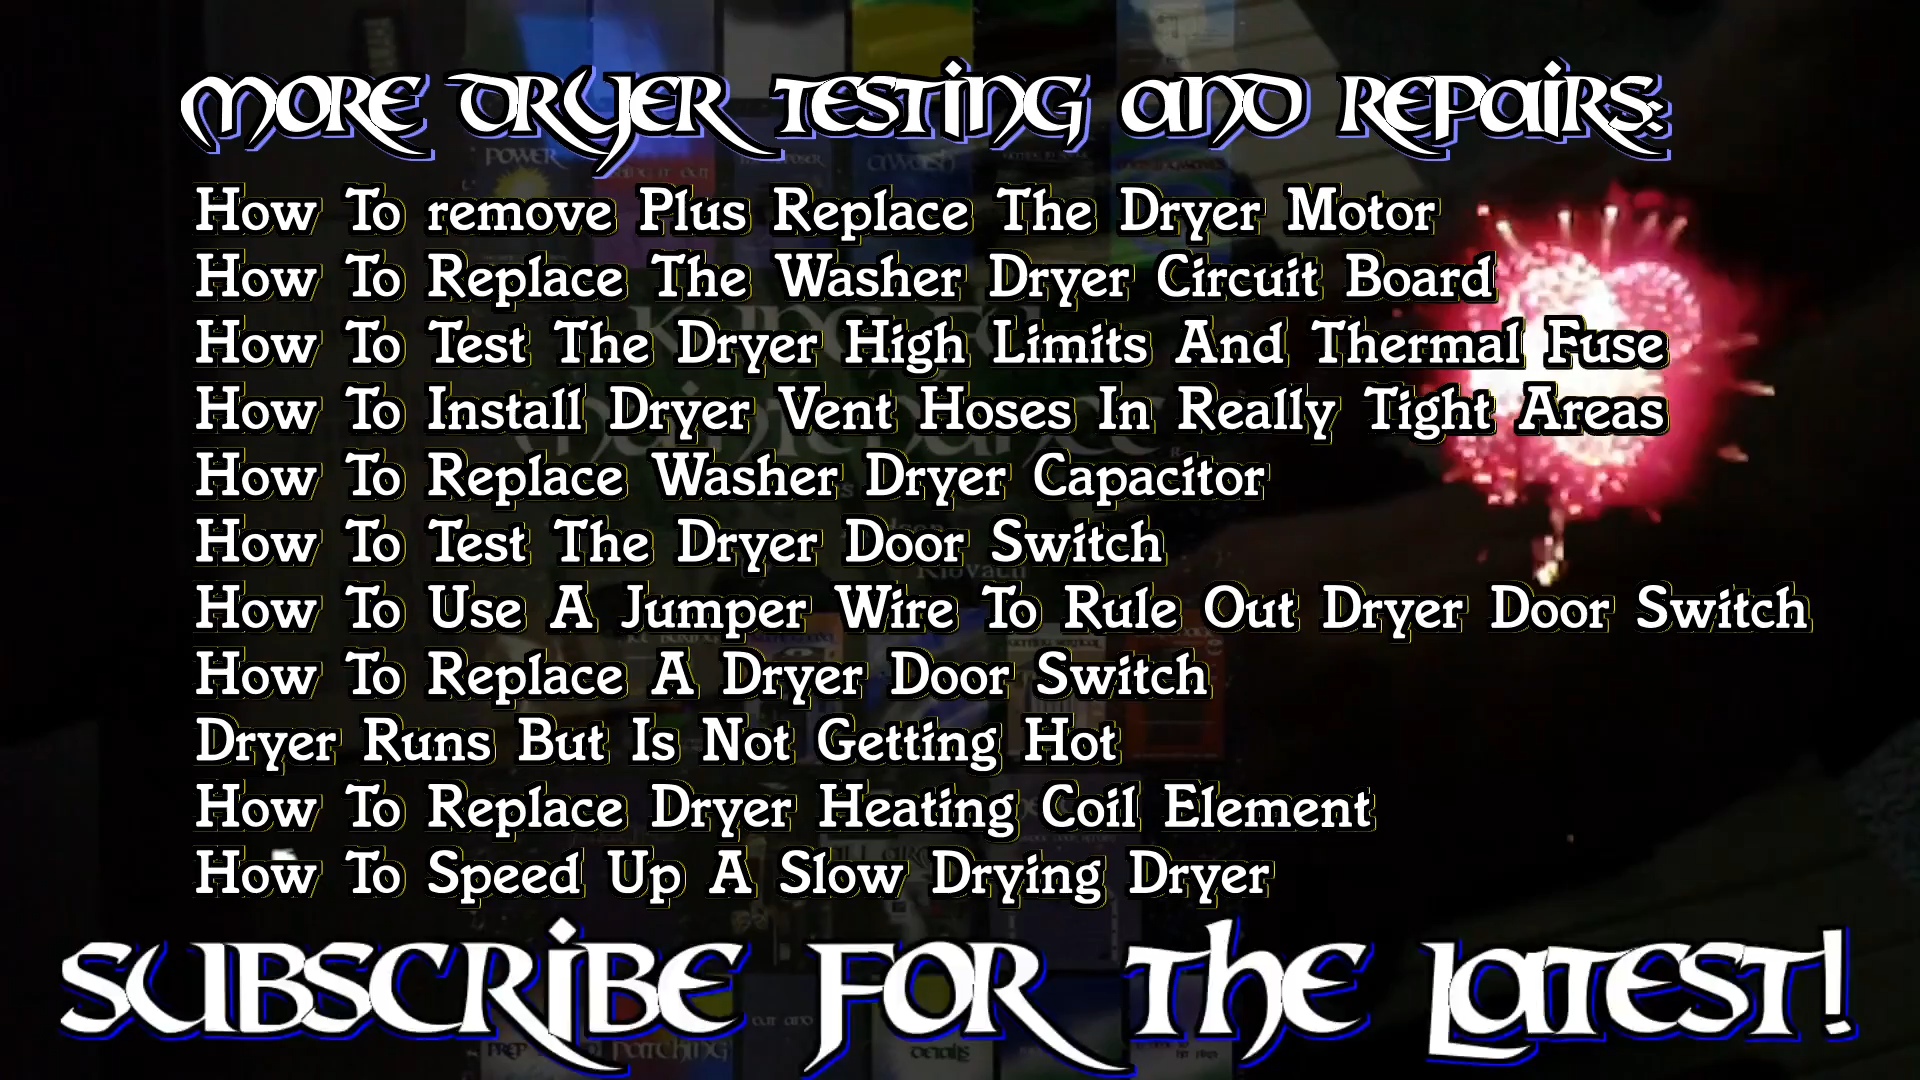 MORE DRYER TESTING AND REPAIRS:
How To remove Plus Replace The Dryer Motor
How To Replace The Washer Dryer Circuit Board
How To Test The Dryer High Limits And Thermal Fuse
How To Install Dryer Vent Hoses In Really Tight Areas
How To Replace Washer Dryer Capacitor
How To Test The Dryer Door Switch
How To Use A Jumper Wire To Rule Out Dryer Door Switch
How To Replace A Dryer Door Switch
Dryer Runs But Is Not Getting Hot
How To Replace Dryer Heating Coil Element
How To Speed Up A Slow Drying Dryer
SUBSCRIBE FOR THE LATEST!
POWER
PATCHING
DETAILS